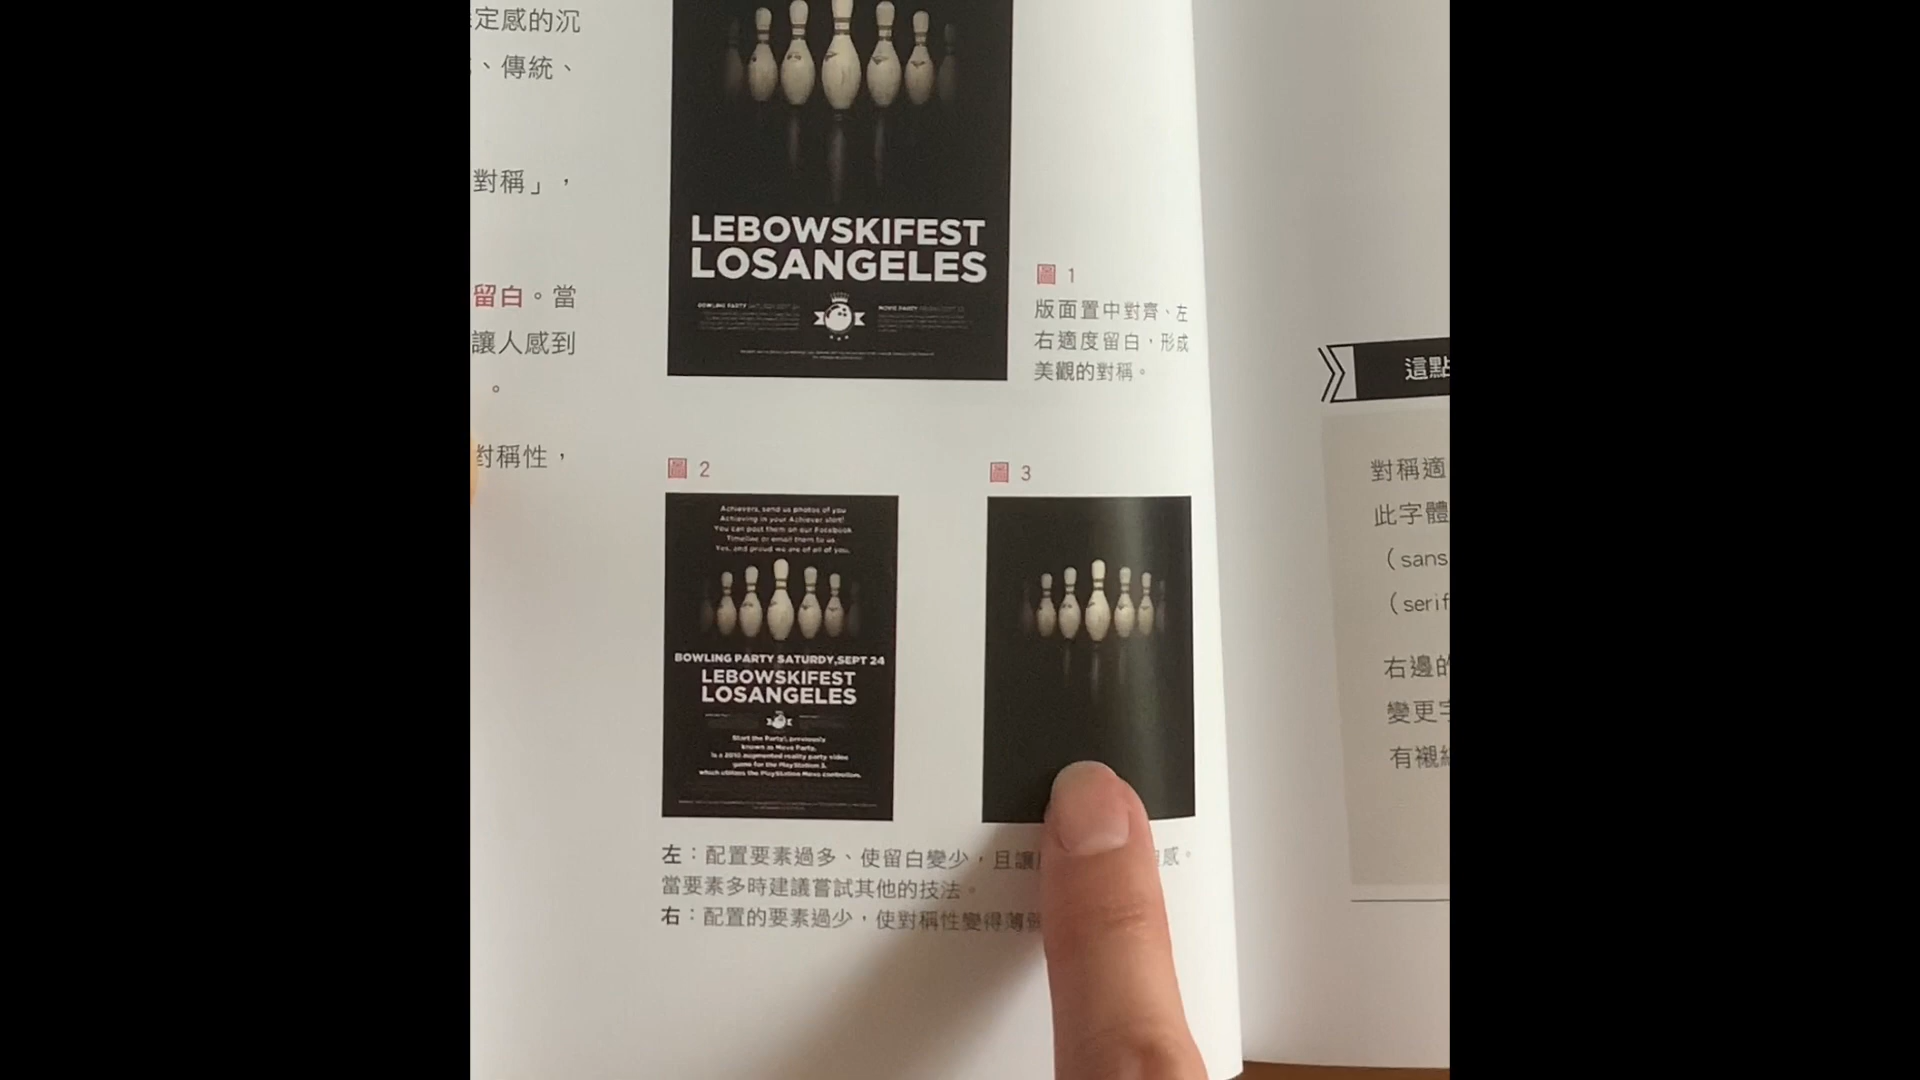 定感的沉
、傳統、
對稱」，
留白。當
讓人感到
。
對稱性，
LEBOWSKIFEST
LOSANGELES
BOWLING PARTY
MOVIE PARTY
圖 1
版面置中對齊、左
右適度留白，形成
美觀的對稱。
圖 2
Achievers, send us photos of you
Achieving in your Achiever shirt!
You can post them on our Facebook
Timeline or email them to us.
Yes, and proud we are of all of you.
BOWLING PARTY SATURDY,SEPT 24
LEBOWSKIFEST
LOSANGELES
Start the Party!, previously
known as Move Party,
is a 2010 augmented reality party video
game for the PlayStation 3,
which utilizes the PlayStation Move controller.
圖 3
左：配置要素過多、使留白變少，且讓
感。
當要素多時建議嘗試其他的技法。
右：配置的要素過少，使對稱性變得薄
這點
對稱適
此字體
（sans
（serif
右邊的
變更字
有襯